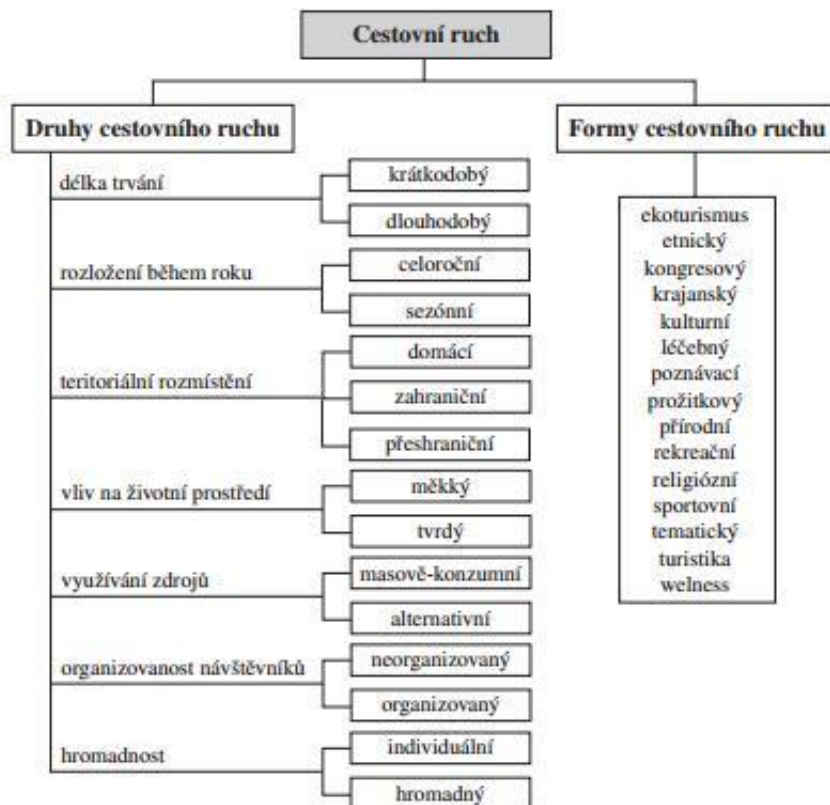 Cestovní ruch
Druhy cestovního ruchu
délka trvání
krátkodobý
dlouhodobý
rozložení během roku
celoroční
sezónní
teritoriální rozmístění
domácí
zahraniční
přeshraniční
vliv na životní prostředí
měkký
tvrdý
využívání zdrojů
masově-konzumní
alternativní
organizovanost návštěvníků
neorganizovaný
organizovaný
hromadnost
individuální
hromadný
Formy cestovního ruchu
ekoturismus
etnický
kongresový
krajanský
kulturní
léčebný
poznávací
prožitkový
přírodní
rekreační
religiózní
sportovní
tematický
turistika
welness